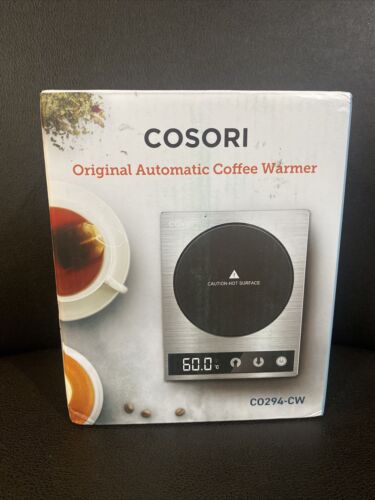 COSORI
Original Automatic Coffee Warmer
CAUTION-HOT SURFACE
60.0°C
CO294-CW